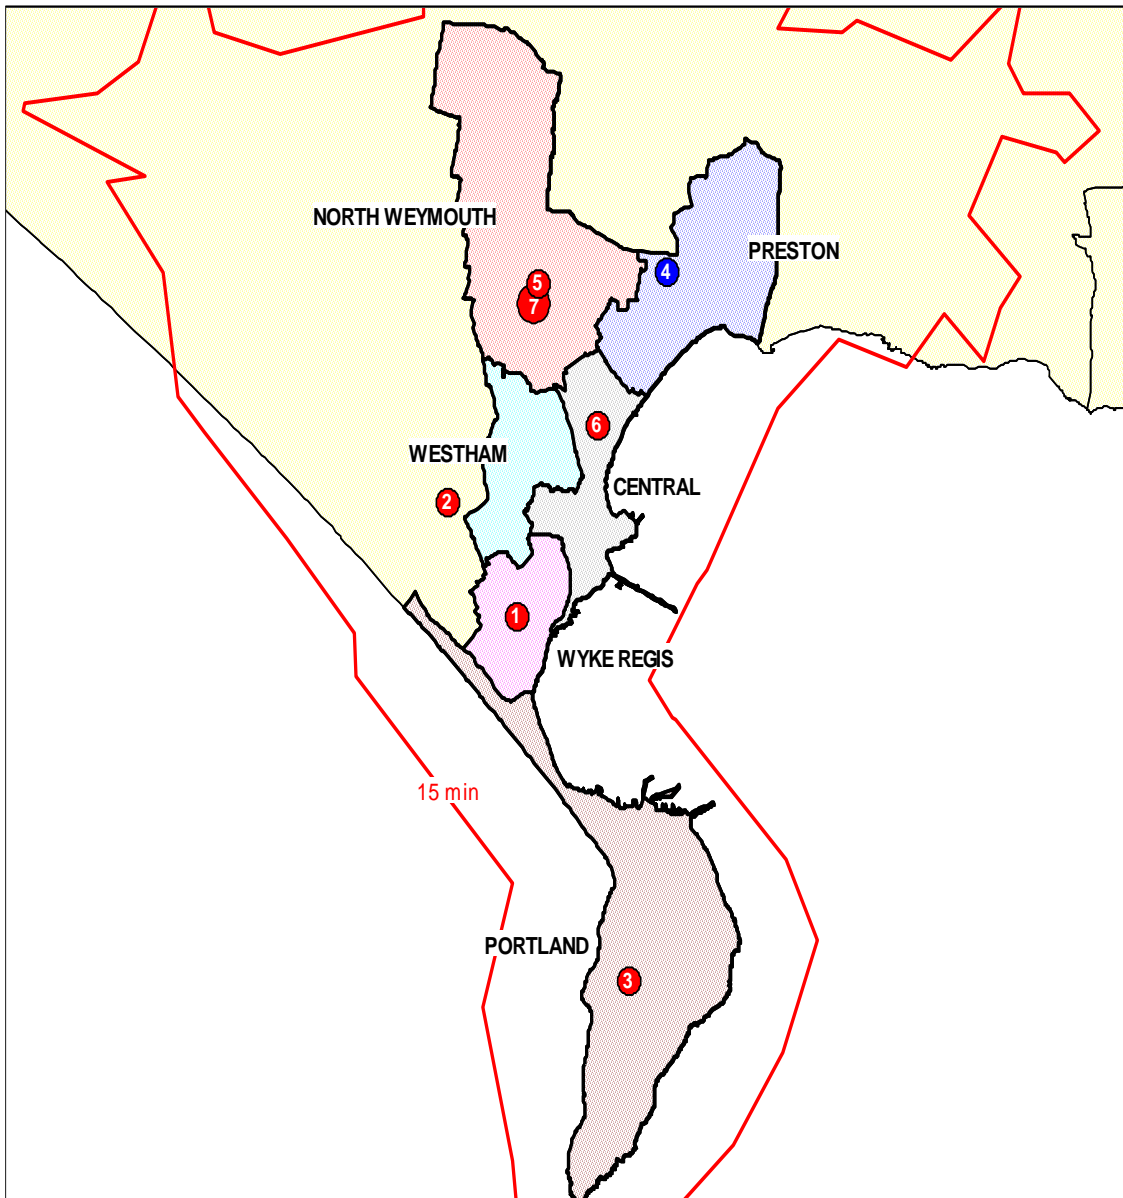 NORTH WEYMOUTH
PRESTON
4
5
7
6
WESTHAM
CENTRAL
2
1
WYKE REGIS
15 min
PORTLAND
3